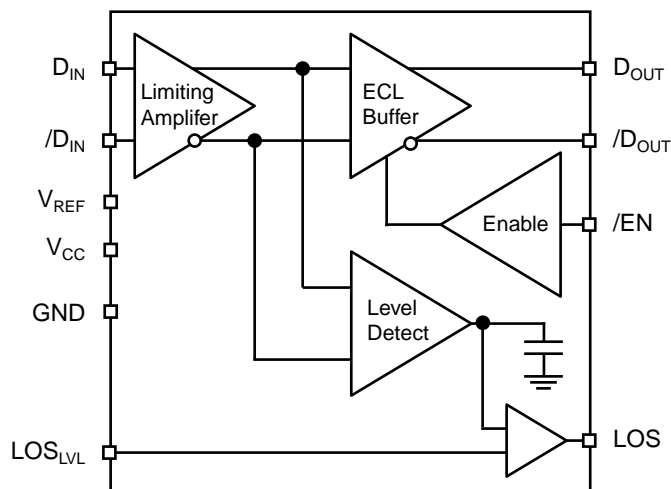 D_IN
Limiting
Amplifer
ECL
Buffer
D_OUT
/D_IN
/D_OUT
V_REF
Enable
/EN
V_CC
GND
Level
Detect
LOS_LVL
LOS